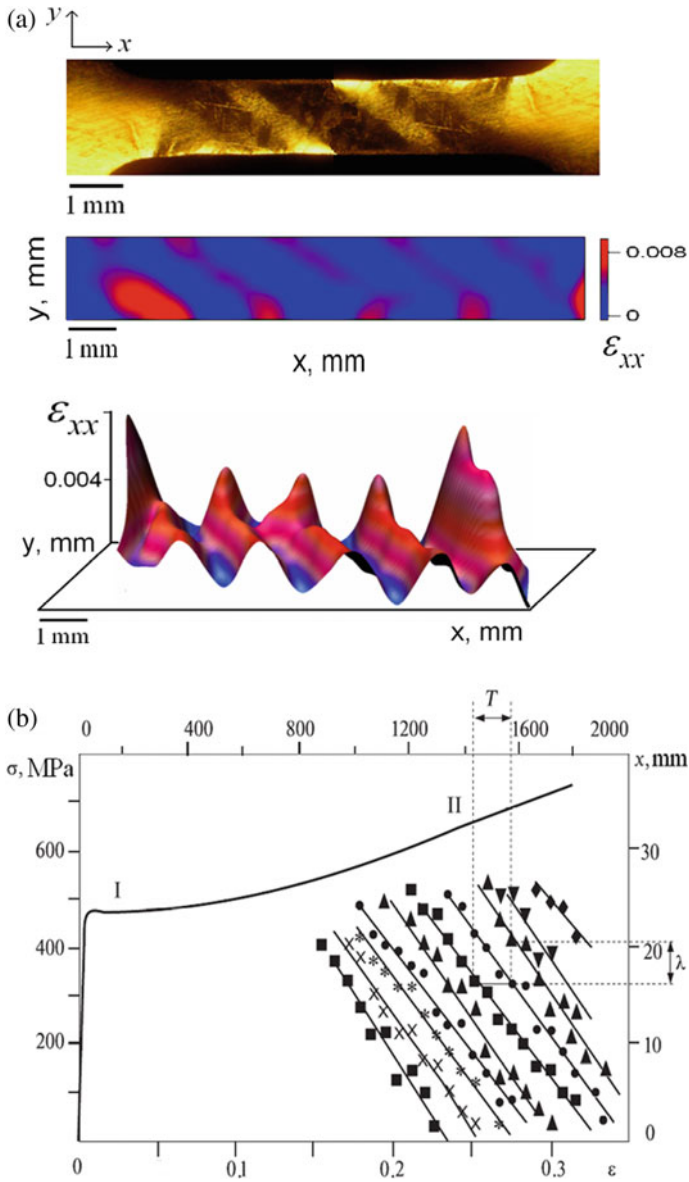 (a)
y
x
1 mm
y, mm
0.008
0
1 mm
x, mm
εxx
εxx
0.004
y, mm
1 mm
x, mm
(b)
T
0 400 800 1200 1600 2000
σ, MPa
x, mm
I
II
600
400
200
30
20
λ
10
0
0 0,1 0.2 0.3 ε